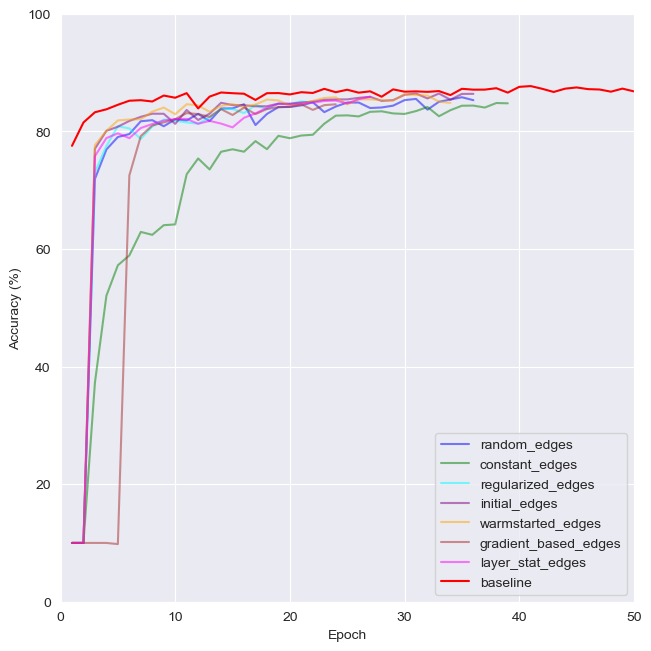 100
80
60
40
20
0
Accuracy (%)
0 10 20 30 40 50
Epoch
random_edges
constant_edges
regularized_edges
initial_edges
warmstarted_edges
gradient_based_edges
layer_stat_edges
baseline